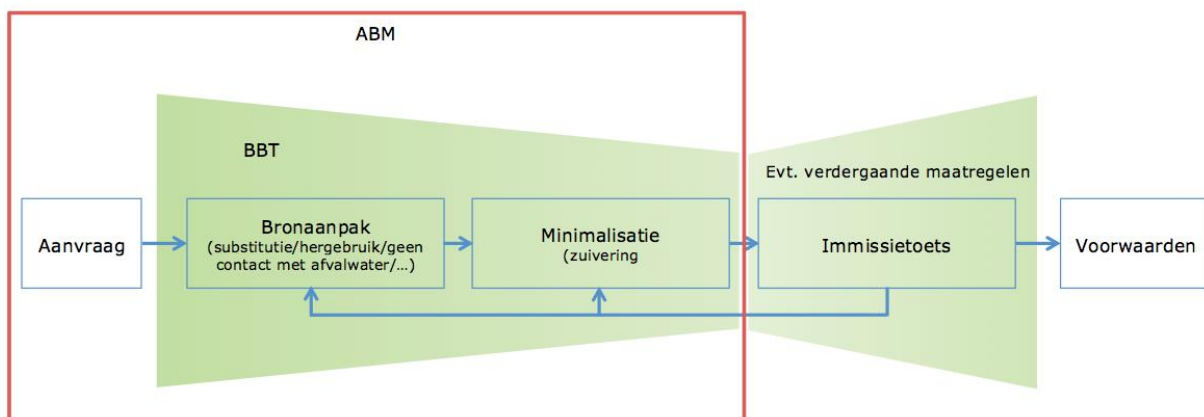 ABM
BBT
Evt. verdergaande maatregelen
Aanvraag
Bronaanpak
(substitutie/hergebruik/geen
contact met afvalwater/...)
Minimalisatie
(zuivering
Immissietoets
Voorwaarden